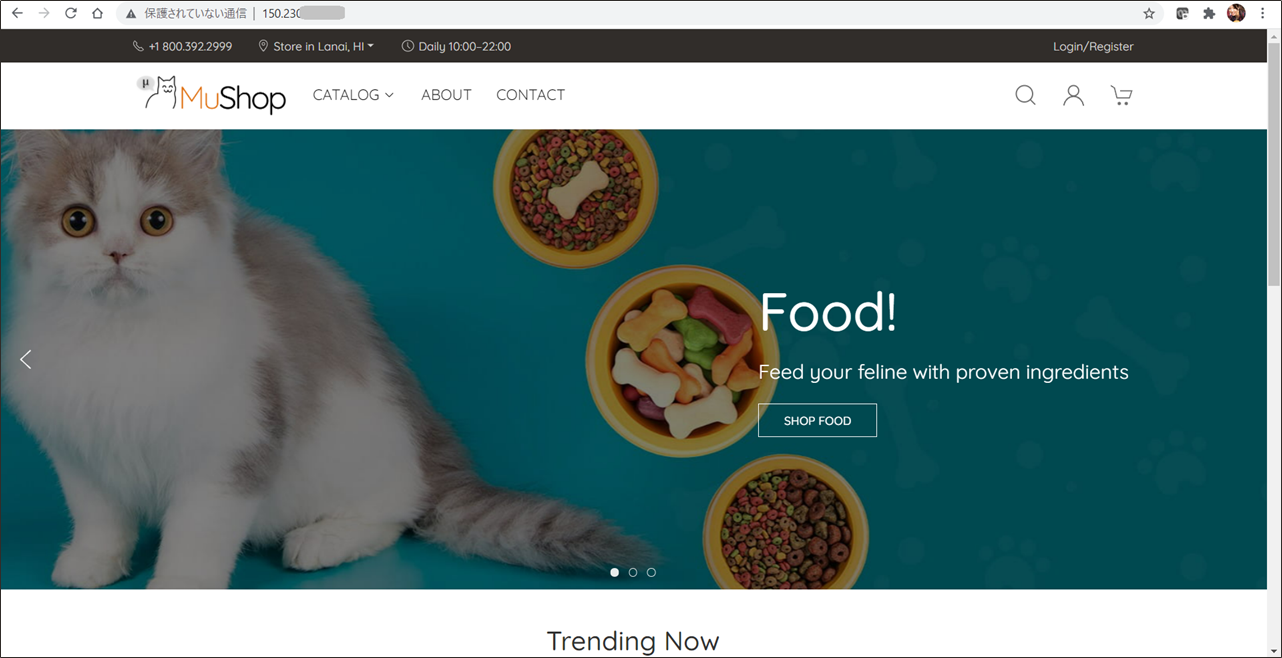 保護されていない通信 | 150.230
+1 800.392.2999 Store in Lanai, HI Daily 10:00–22:00 Login/Register
μ MuShop CATALOG ABOUT CONTACT
Food!
Feed your feline with proven ingredients
SHOP FOOD
Trending Now